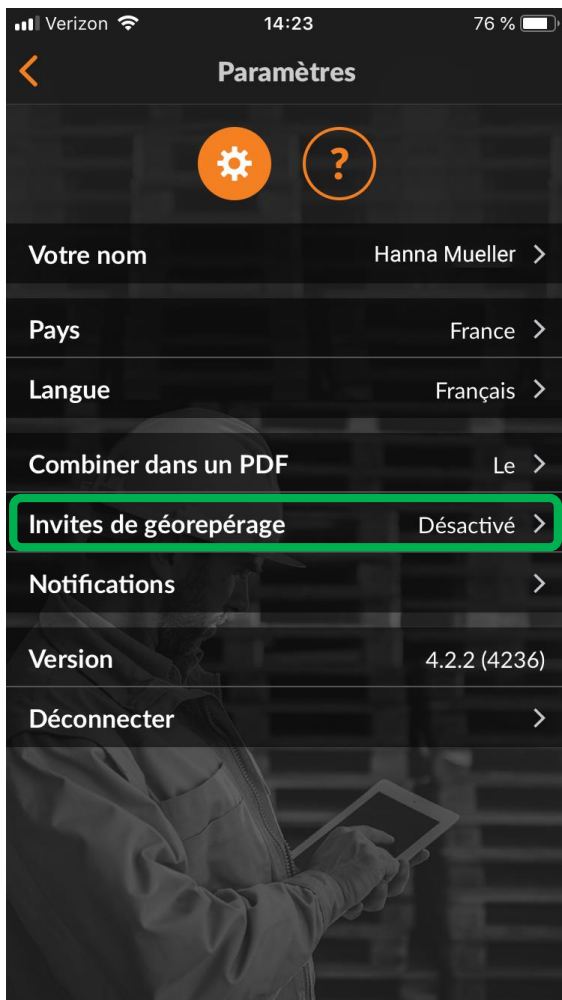 Verizon 14:23 76 %
Paramètres
?
Votre nom Hanna Mueller
Pays France
Langue Français
Combiner dans un PDF Le
Invites de géorepérage Désactivé
Notifications
Version 4.2.2 (4236)
Déconnecter